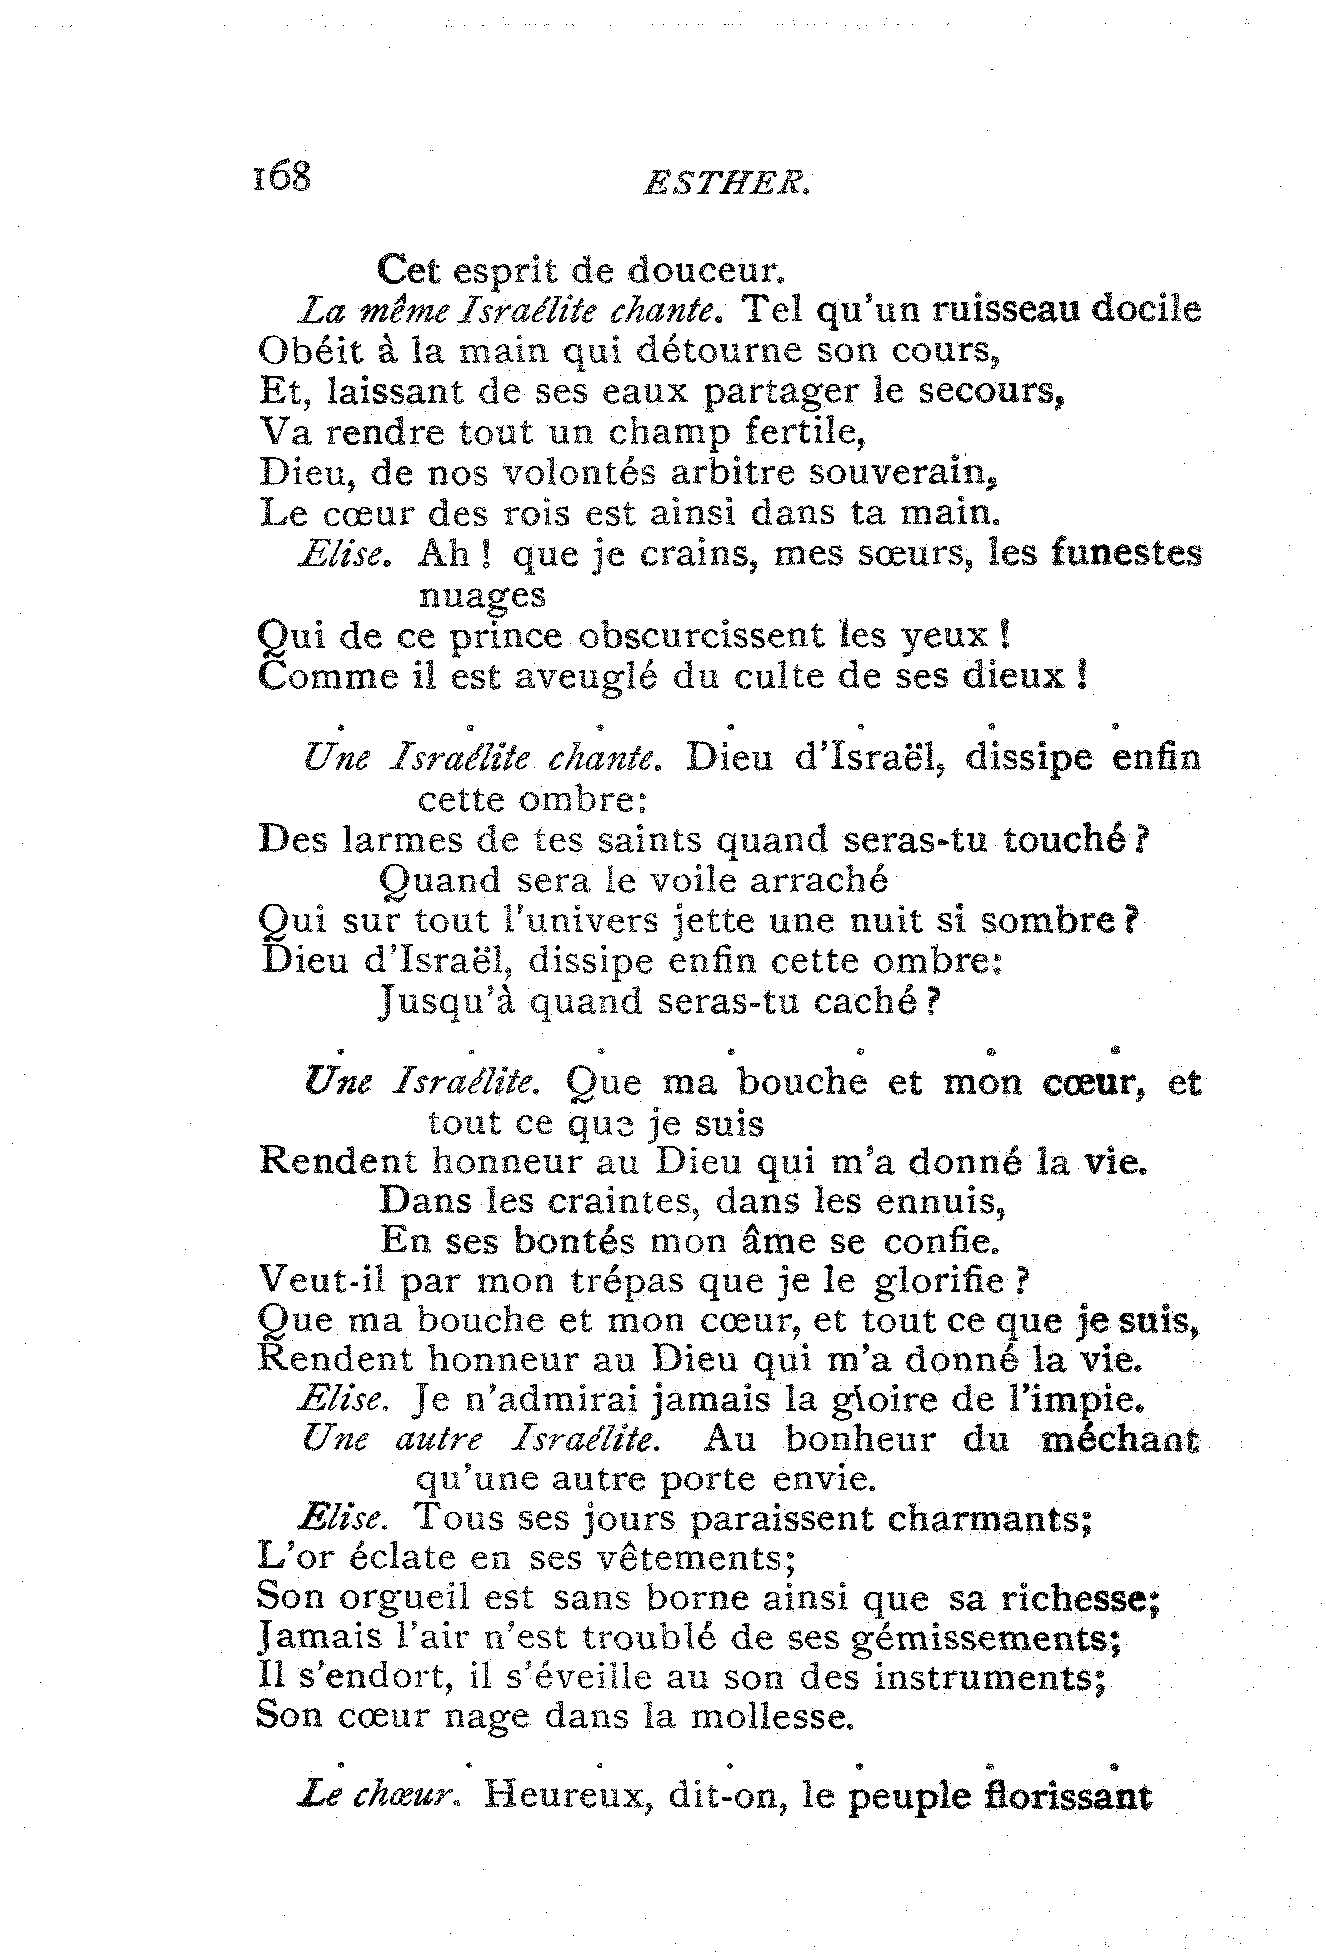 168 ESTHER.
Cet esprit de douceur.
La même Israélite chante. Tel qu'un ruisseau docile
Obéit à la main qui détourne son cours,
Et, laissant de ses eaux partager le secours,
Va rendre tout un champ fertile,
Dieu, de nos volontés arbitre souverain,
Le cœur des rois est ainsi dans ta main.
Elise. Ah ! que je crains, mes sœurs, les funestes
nuages
Qui de ce prince obscurcissent les yeux !
Comme il est aveuglé du culte de ses dieux !
. . . . . . .
Une Israélite chante. Dieu d'Israël, dissipe enfin
cette ombre:
Des larmes de tes saints quand seras-tu touché ?
Quand sera le voile arraché
Qui sur tout l'univers jette une nuit si sombre ?
Dieu d'Israël, dissipe enfin cette ombre:
Jusqu'à quand seras-tu caché ?
. . . . . . .
Une Israélite. Que ma bouche et mon cœur, et
tout ce que je suis
Rendent honneur au Dieu qui m'a donné la vie.
Dans les craintes, dans les ennuis,
En ses bontés mon âme se confie.
Veut-il par mon trépas que je le glorifie ?
Que ma bouche et mon cœur, et tout ce que je suis,
Rendent honneur au Dieu qui m'a donné la vie.
Elise. Je n'admirai jamais la gloire de l'impie.
Une autre Israélite. Au bonheur du méchant
qu'une autre porte envie.
Elise. Tous ses jours paraissent charmants;
L'or éclate en ses vêtements;
Son orgueil est sans borne ainsi que sa richesse;
Jamais l'air n'est troublé de ses gémissements;
Il s'endort, il s'éveille au son des instruments;
Son cœur nage dans la mollesse.
. . . . . . .
Le chœur. Heureux, dit-on, le peuple florissant